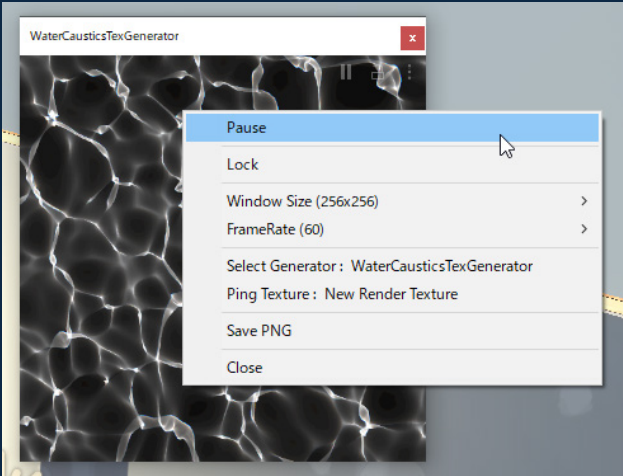 WaterCausticsTexGenerator
x
Pause
Lock
Window Size (256x256)
FrameRate (60)
Select Generator : WaterCausticsTexGenerator
Ping Texture : New Render Texture
Save PNG
Close